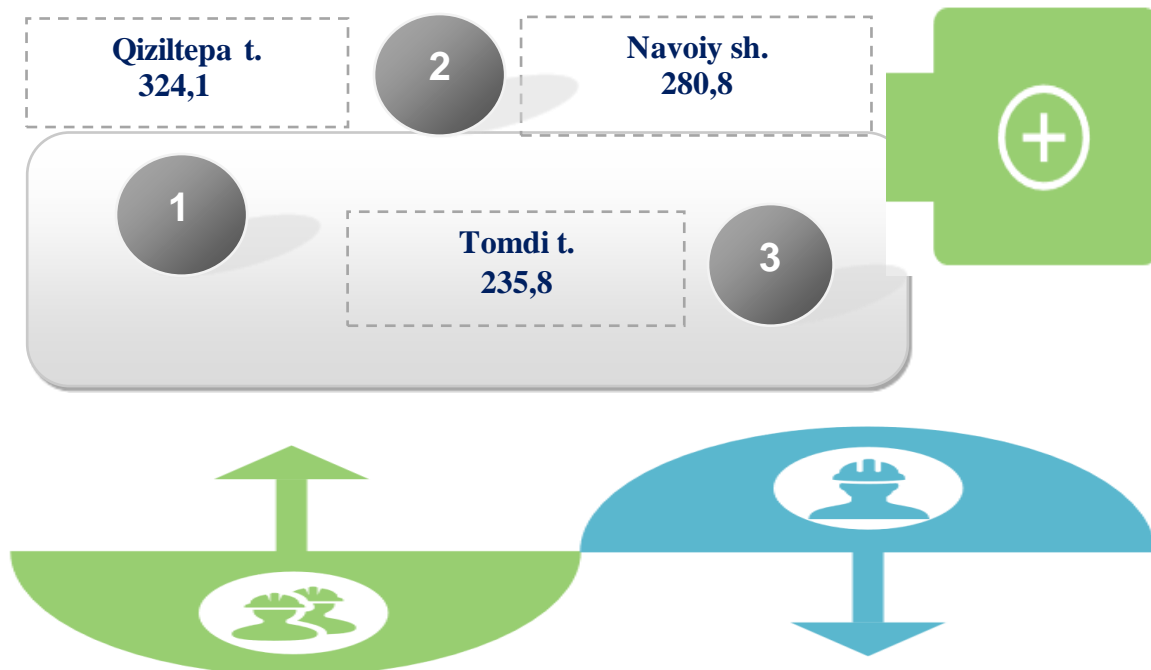 Qiziltepa t.
324,1
2
Navoiy sh.
280,8
1
Tomdi t.
235,8
3